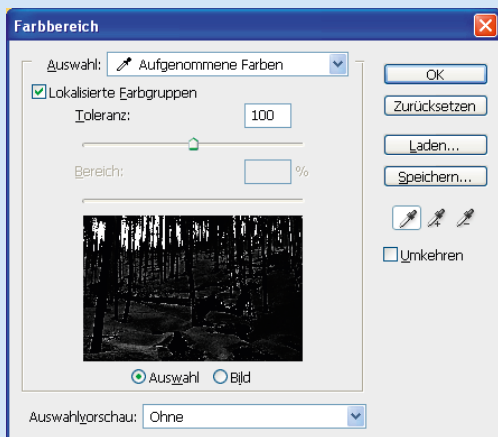 Farbbereich
Auswahl: Aufgenommene Farben
OK
Lokalisierte Farbgruppen
Zurücksetzen
Toleranz: 100
Laden...
Bereich: %
Speichern...
Umkehren
Auswahl Bild
Auswahlvorschau: Ohne